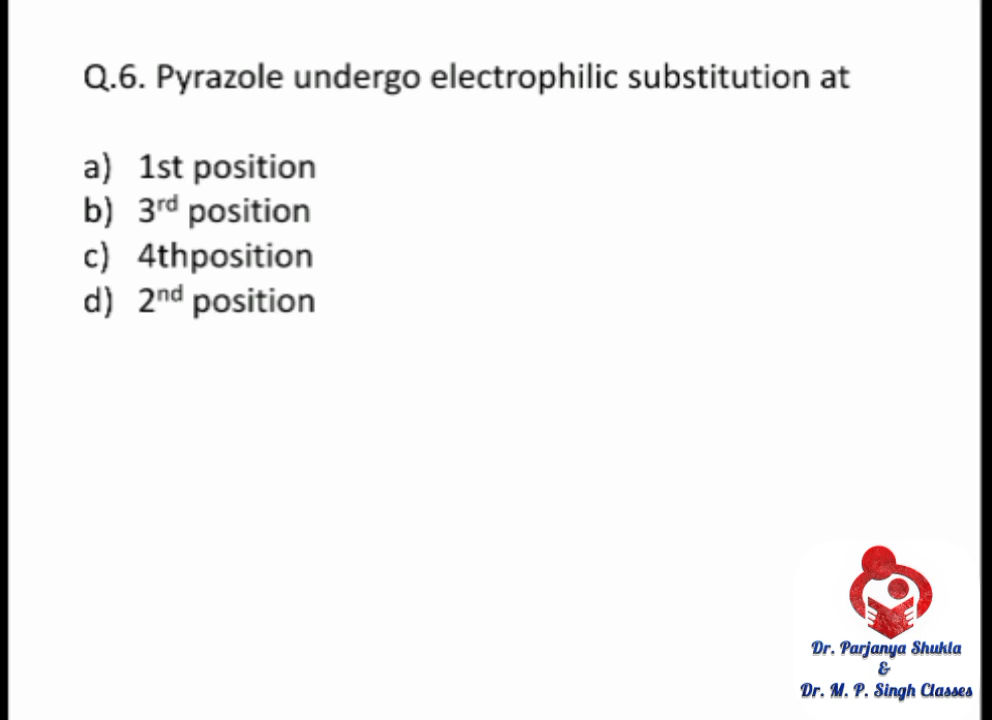 Q.6. Pyrazole undergo electrophilic substitution at
a) 1st position
b) 3rd position
c) 4thposition
d) 2nd position
Dr. Parjanya Shukla
&
Dr. M. P. Singh Classes